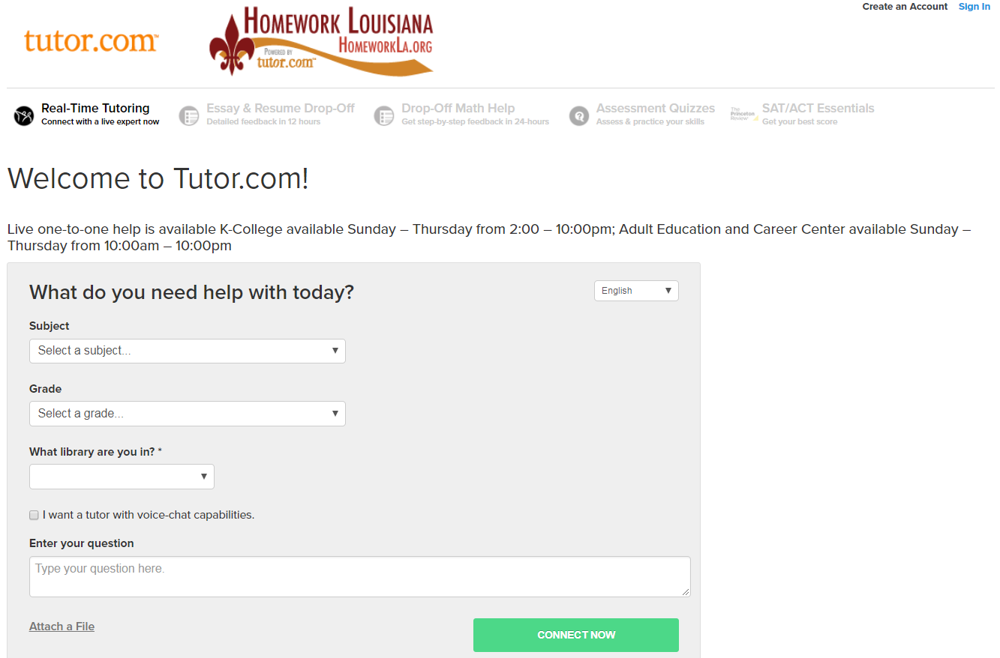 Create an Account Sign In
tutor.com™
HOMEWORK LOUISIANA
HOMEWORKLA.ORG
POWERED BY
tutor.com™
Real-Time Tutoring
Connect with a live expert now
Essay & Resume Drop-Off
Detailed feedback in 12 hours
Drop-Off Math Help
Get step-by-step feedback in 24-hours
Assessment Quizzes
Assess & practice your skills
The
Princeton
Review
SAT/ACT Essentials
Get your best score
Welcome to Tutor.com!
Live one-to-one help is available K-College available Sunday – Thursday from 2:00 – 10:00pm; Adult Education and Career Center available Sunday –
Thursday from 10:00am – 10:00pm
What do you need help with today?
English
Subject
Select a subject...
Grade
Select a grade...
What library are you in? *
I want a tutor with voice-chat capabilities.
Enter your question
Type your question here.
Attach a File
CONNECT NOW